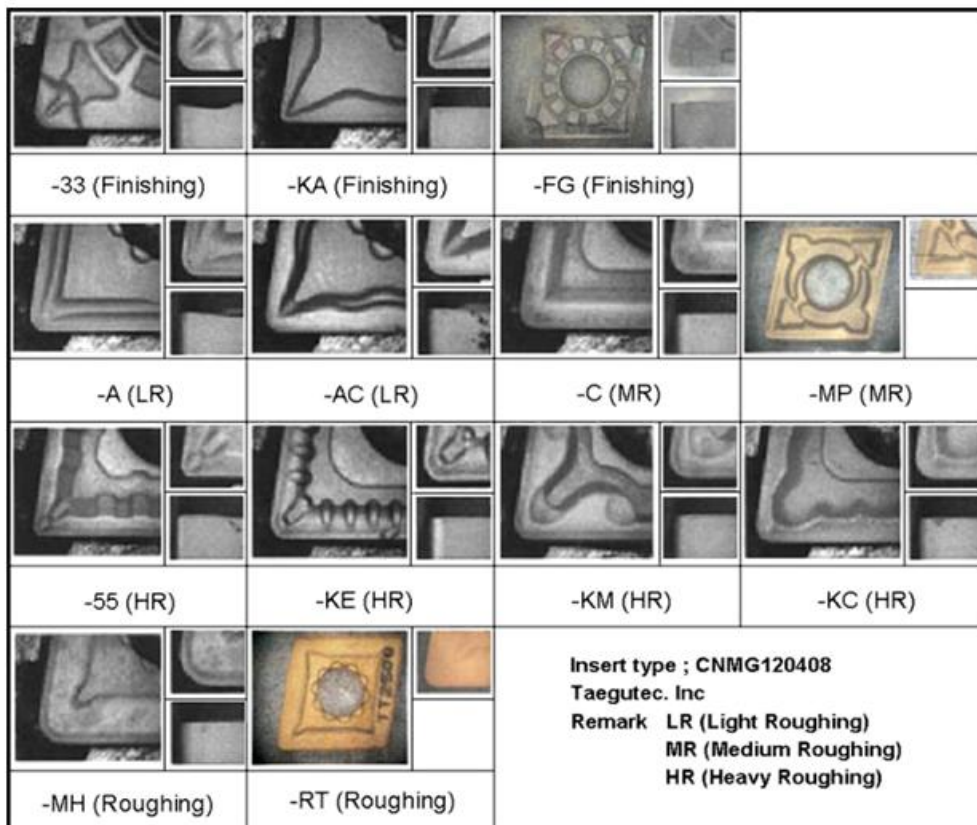 -33 (Finishing)
-KA (Finishing)
-FG (Finishing)
-A (LR)
-AC (LR)
-C (MR)
-MP (MR)
-55 (HR)
-KE (HR)
-KM (HR)
-KC (HR)
TT3500
-MH (Roughing)
-RT (Roughing)
Insert type ; CNMG120408
Taegutec. Inc
Remark LR (Light Roughing)
MR (Medium Roughing)
HR (Heavy Roughing)